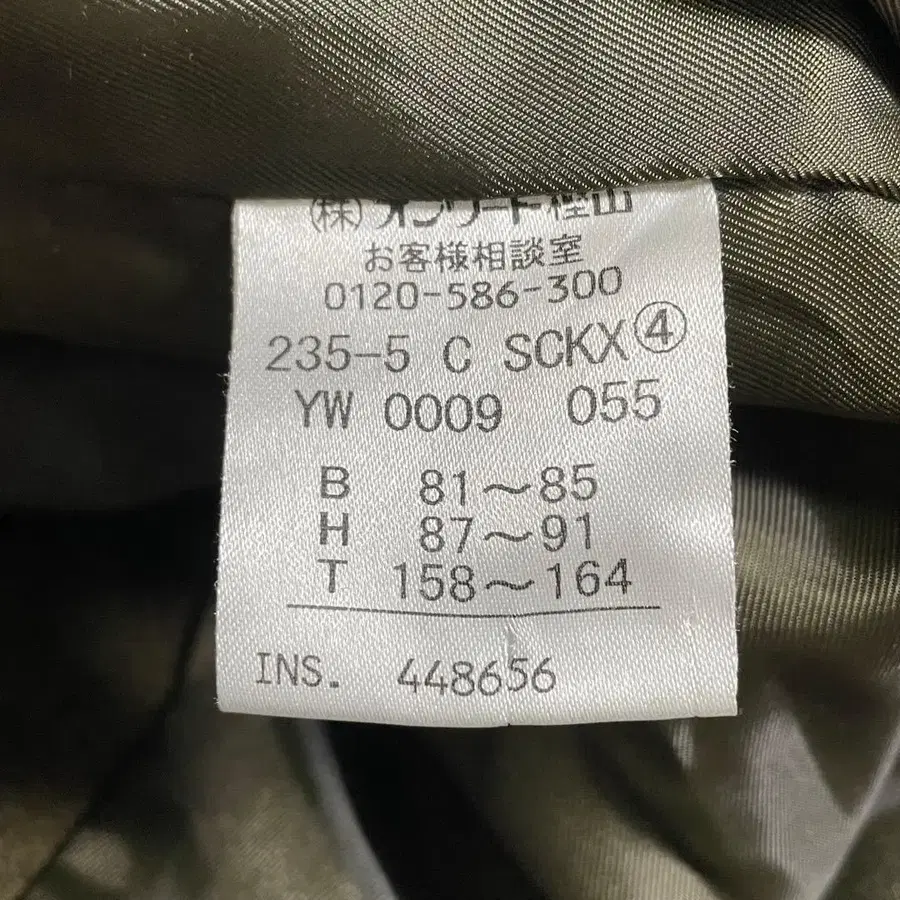 (株)オンワード樫山
お客様相談室
0120-586-300
235-5 C SCKX④
YW 0009 055
B 81～85
H 87～91
T 158～164
INS. 448656